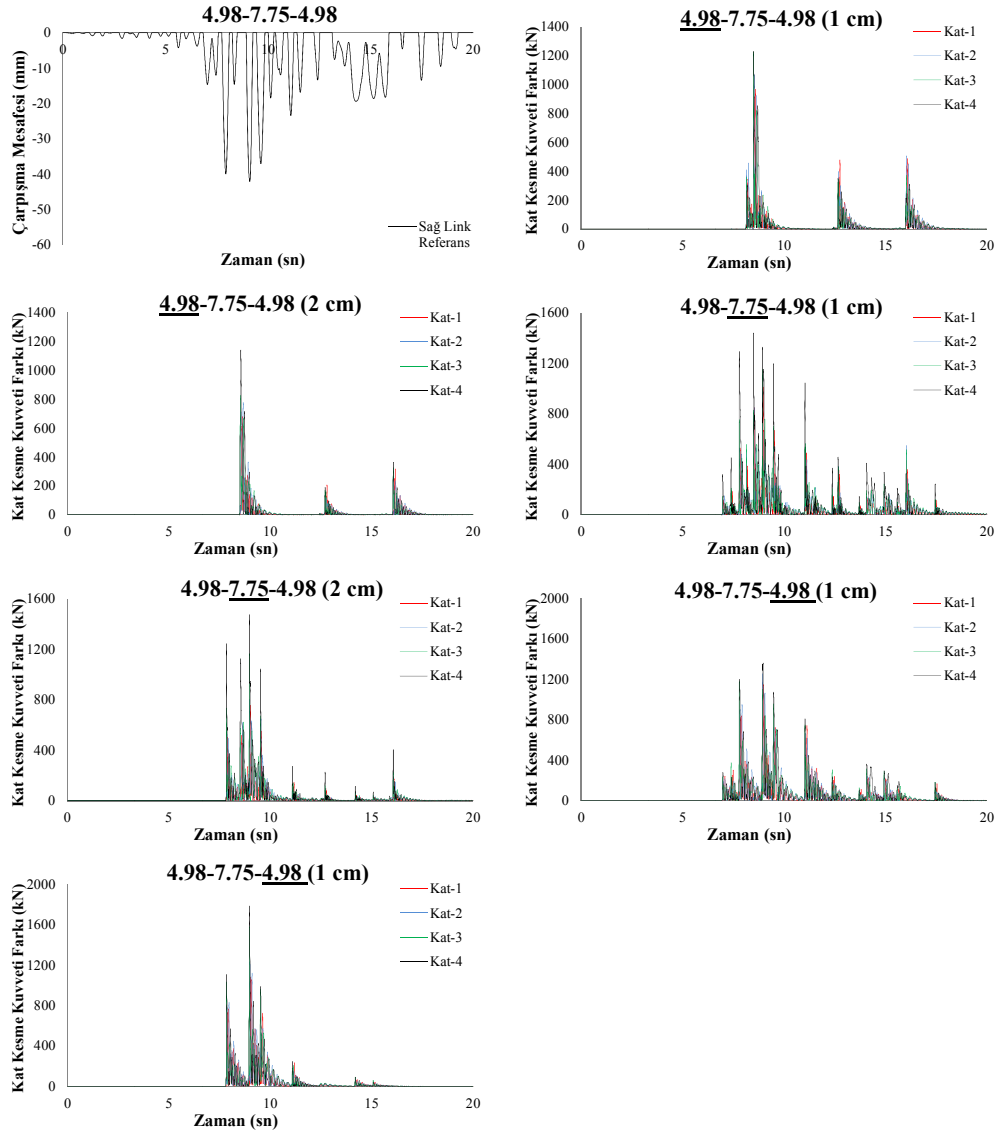 4.98-7.75-4.98
Çarpışma Mesafesi (mm)
0
-10
-20
-30
-40
-50
-60
0 5 10 15 20
Sağ Link
Referans
Zaman (sn)
4.98-7.75-4.98 (1 cm)
Kat Kesme Kuvveti Farkı (kN)
1400
1200
1000
800
600
400
200
0
0 5 10 15 20
Kat-1
Kat-2
Kat-3
Kat-4
Zaman (sn)
4.98-7.75-4.98 (2 cm)
Kat Kesme Kuvveti Farkı (kN)
1400
1200
1000
800
600
400
200
0
0 5 10 15 20
Kat-1
Kat-2
Kat-3
Kat-4
Zaman (sn)
4.98-7.75-4.98 (1 cm)
Kat Kesme Kuvveti Farkı (kN)
1600
1200
800
400
0
0 5 10 15 20
Kat-1
Kat-2
Kat-3
Kat-4
Zaman (sn)
4.98-7.75-4.98 (2 cm)
Kat Kesme Kuvveti Farkı (kN)
1600
1200
800
400
0
0 5 10 15 20
Kat-1
Kat-2
Kat-3
Kat-4
Zaman (sn)
4.98-7.75-4.98 (1 cm)
Kat Kesme Kuvveti Farkı (kN)
2000
1600
1200
800
400
0
0 5 10 15 20
Kat-1
Kat-2
Kat-3
Kat-4
Zaman (sn)
4.98-7.75-4.98 (1 cm)
Kat Kesme Kuvveti Farkı (kN)
2000
1600
1200
800
400
0
0 5 10 15 20
Kat-1
Kat-2
Kat-3
Kat-4
Zaman (sn)